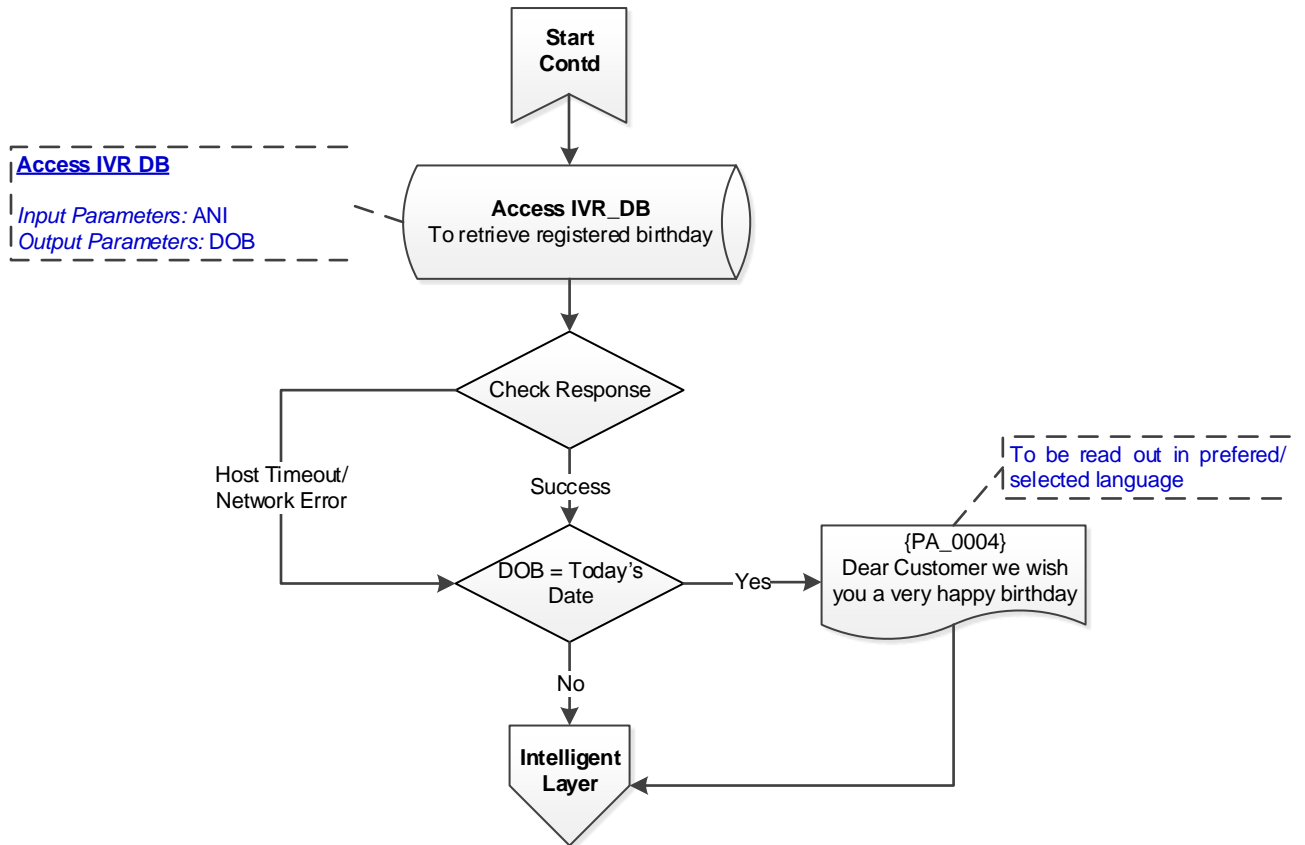 Start
Contd
Access IVR DB
Input Parameters: ANI
Output Parameters: DOB
Access IVR_DB
To retrieve registered birthday
Check Response
Host Timeout/
Network Error
Success
To be read out in prefered/
selected language
DOB = Today's
Date
Yes
{PA_0004}
Dear Customer we wish
you a very happy birthday
No
Intelligent
Layer